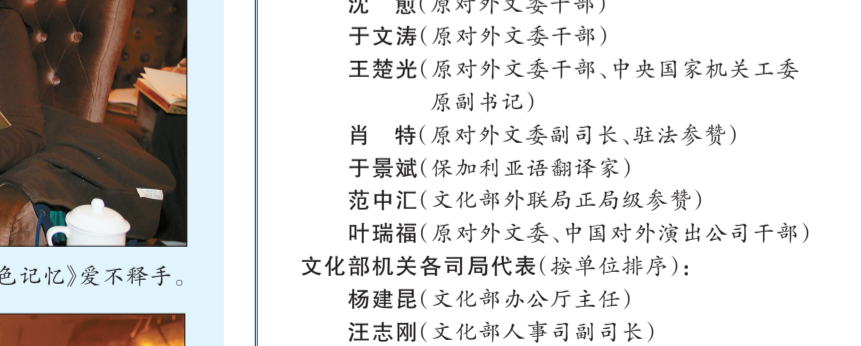 沈　愈(原对外文委干部)
于文涛(原对外文委干部)
王楚光(原对外文委干部、中央国家机关工委
原副书记)
肖　特(原对外文委副司长、驻法参赞)
于景斌(保加利亚语翻译家)
范中汇(文化部外联局正局级参赞)
叶瑞福(原对外文委、中国对外演出公司干部)
文化部机关各司局代表(按单位排序):
杨建昆(文化部办公厅主任)
汪志刚(文化部人事司副司长)
色记忆》爱不释手。